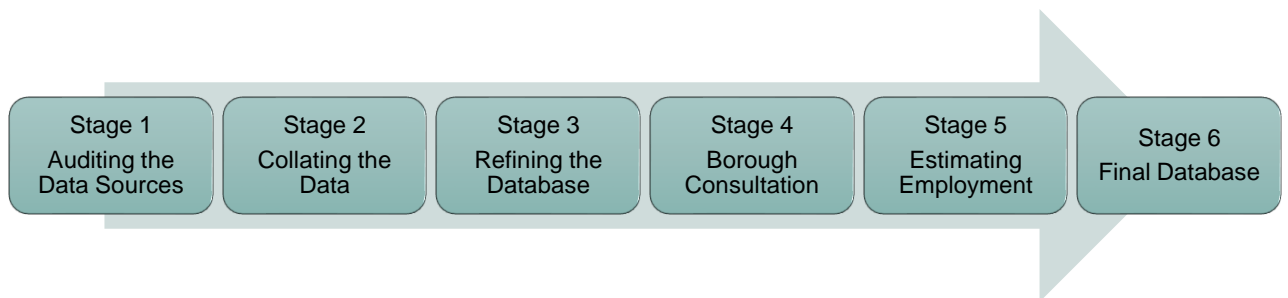 Stage 1
Auditing the
Data Sources
Stage 2
Collating the
Data
Stage 3
Refining the
Database
Stage 4
Borough
Consultation
Stage 5
Estimating
Employment
Stage 6
Final Database